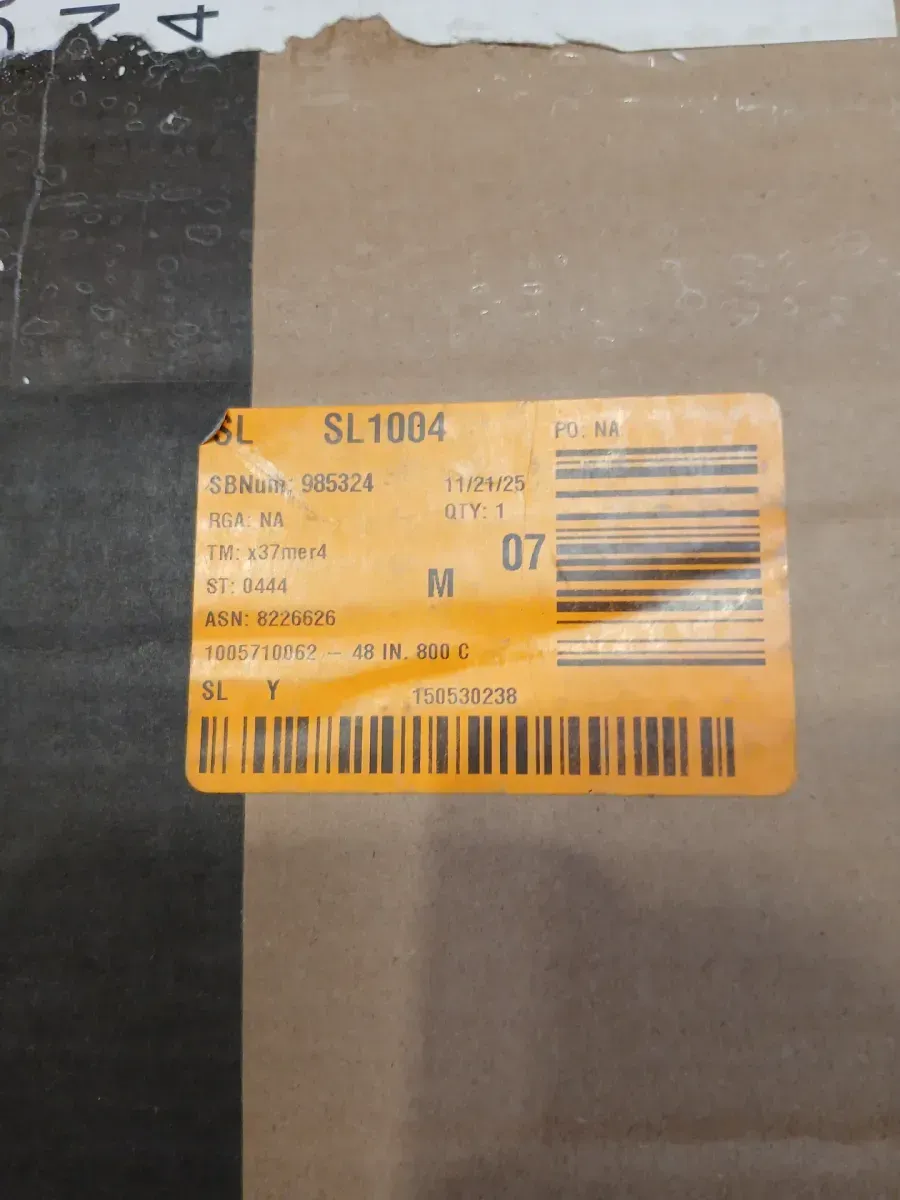 4
SL SL1004
PO: NA
SBNum: 985324 11/21/25
RGA: NA QTY: 1
TM: x37mer4 07
ST: 0444 M
ASN: 8226626
1005710062 – 48 IN. 800 C
SL Y 150530238